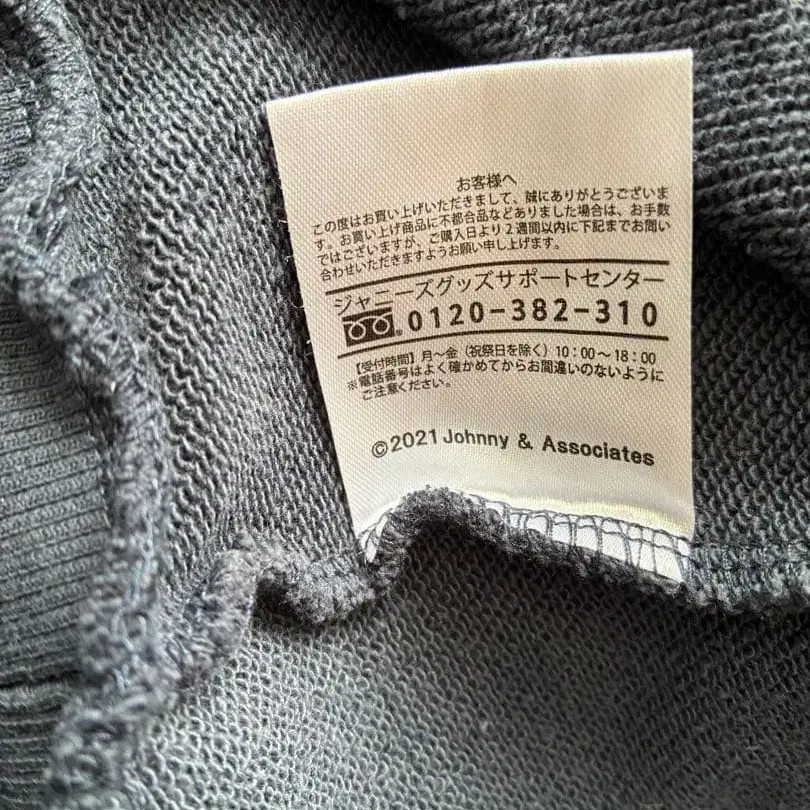 お客様へ
この度はお買い上げいただきまして、誠にありがとうございま
す。お買い上げ商品に不都合品などありました場合は、お手数
ではございますが、ご購入日より2週間以内に下記までお問い
合わせいただきますようお願い申し上げます。
ジャニーズグッズサポートセンター
0120-382-310
【受付時間】月〜金（祝祭日を除く）10：00〜18：00
※電話番号はよく確かめてからお間違いのないように
ご注意ください。
©2021 Johnny & Associates